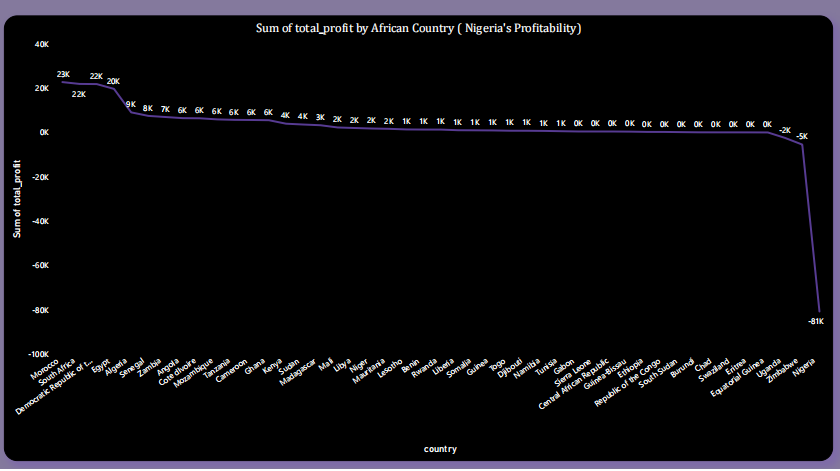 Sum of total_profit by African Country ( Nigeria's Profitability)
40K
20K
0K
-20K
-40K
-60K
-80K
-100K
Sum of total_profit
23K
22K
22K
20K
9K
8K
7K
6K
6K
6K
6K
6K
6K
4K
4K
3K
2K
2K
2K
2K
1K
1K
1K
1K
1K
1K
1K
1K
1K
1K
0K
0K
0K
0K
0K
0K
0K
0K
0K
0K
0K
0K
-2K
-5K
-81K
Morocco
South Africa
Democratic Republic of t...
Egypt
Algeria
Senegal
Zambia
Angola
Cote d'Ivoire
Mozambique
Tanzania
Cameroon
Ghana
Kenya
Sudan
Madagascar
Mali
Libya
Niger
Mauritania
Lesotho
Benin
Rwanda
Liberia
Somalia
Guinea
Togo
Djibouti
Namibia
Tunisia
Gabon
Sierra Leone
Central African Republic
Guinea-Bissau
Ethiopia
Republic of the Congo
South Sudan
Burundi
Chad
Swaziland
Eritrea
Equatorial Guinea
Uganda
Zimbabwe
Nigeria
country